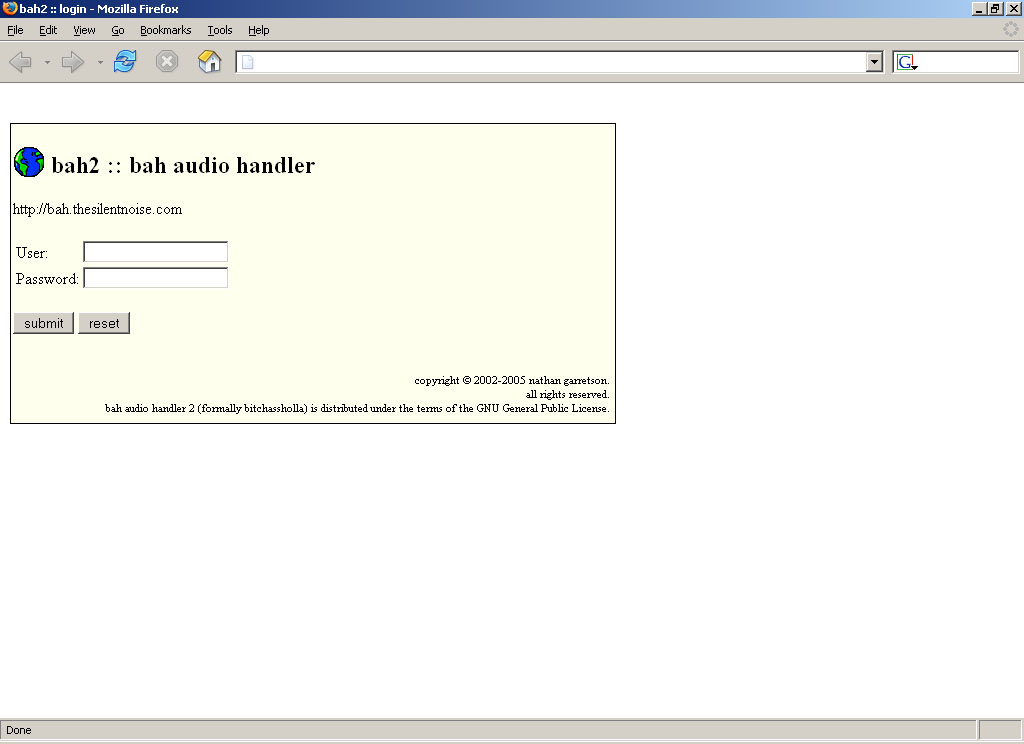 bah2 :: login - Mozilla Firefox
File Edit View Go Bookmarks Tools Help
G
bah2 :: bah audio handler
http://bah.thesilentnoise.com
User:
Password:
submit reset
copyright © 2002-2005 nathan garretson.
all rights reserved.
bah audio handler 2 (formally bitchassholla) is distributed under the terms of the GNU General Public License.
Done